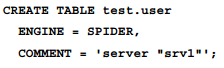 CREATE TABLE test.user
ENGINE = SPIDER,
COMMENT = 'server "srv1"';